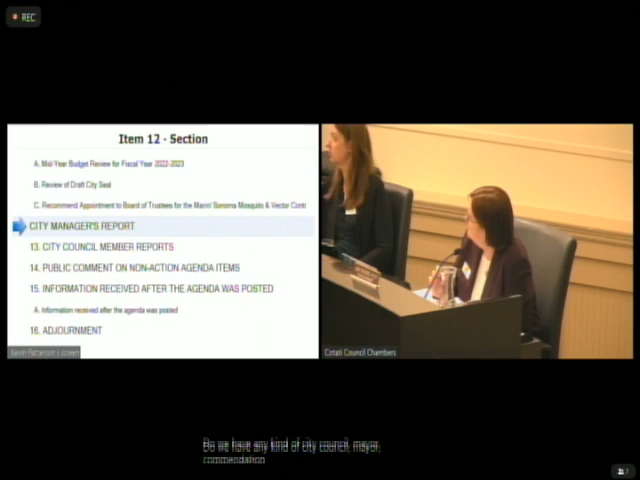 REC
Item 12 - Section
A. Mid-Year Budget Review for Fiscal Year 2022-2023
B. Review of Draft City Seal
C. Recommend Appointment to Board of Trustees for the Marin/ Sonoma Mosquito & Vector Contr
CITY MANAGER'S REPORT
13. CITY COUNCIL MEMBER REPORTS
14. PUBLIC COMMENT ON NON-ACTION AGENDA ITEMS
15. INFORMATION RECEIVED AFTER THE AGENDA WAS POSTED
A. Information received after the agenda was posted
16. ADJOURNMENT
Kevin Patterson's screen
Cotati Council Chambers
Do we have any kind of city council, mayor,
commendation